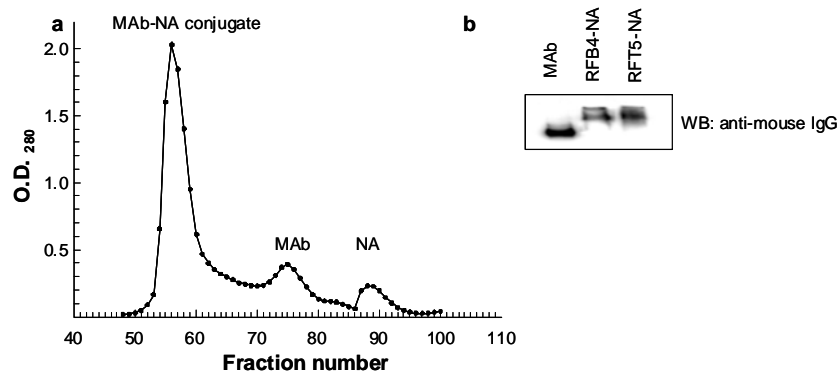 a
MAb-NA conjugate
2.0
1.5
1.0
0.5
O.D. 280
MAb
NA
40 50 60 70 80 90 100 110
Fraction number
b
MAb
RFB4-NA
RFT5-NA
WB: anti-mouse IgG